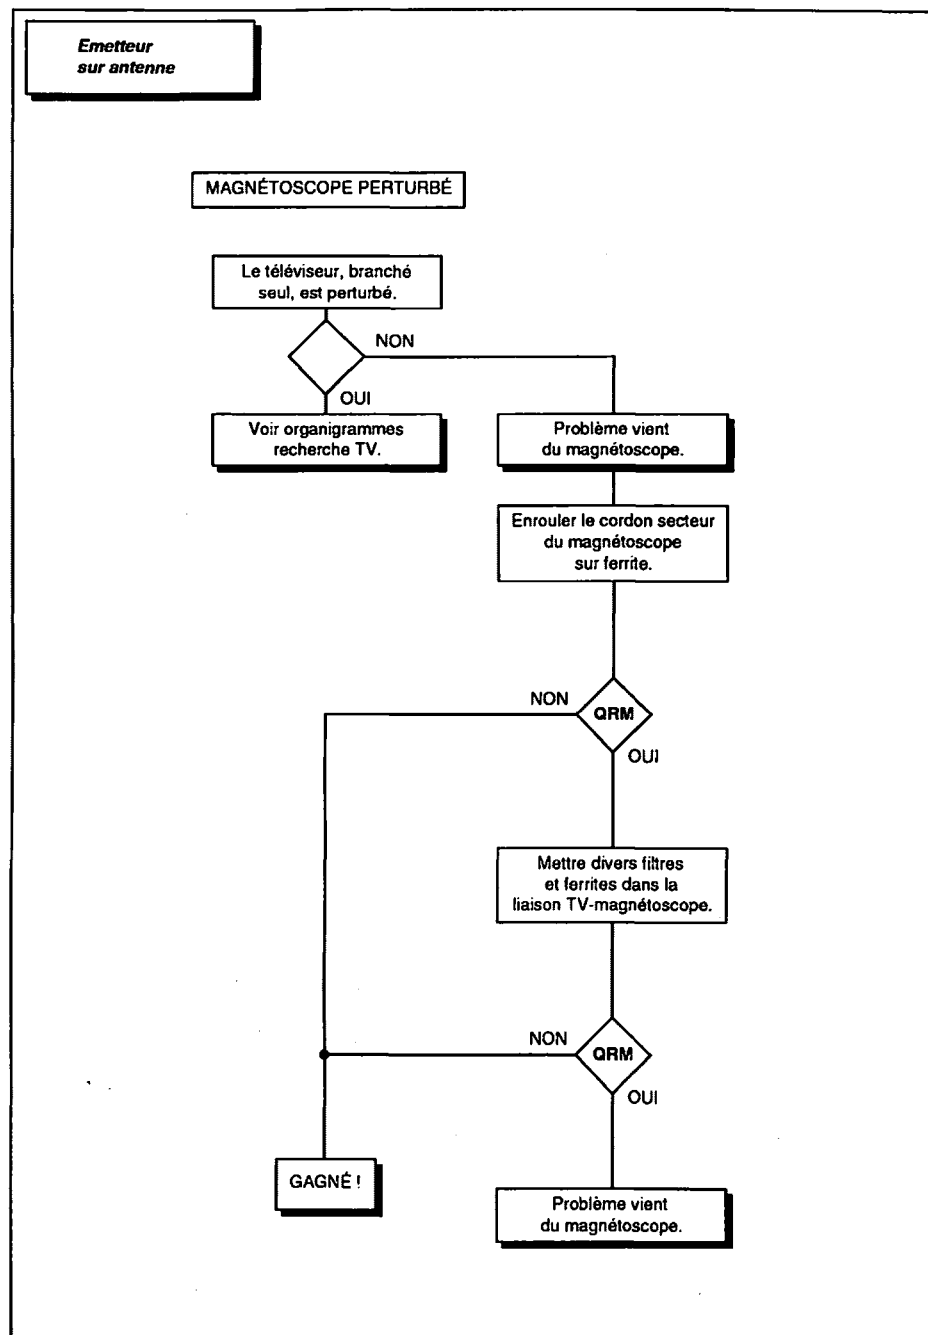 Emetteur
sur antenne
MAGNÉTOSCOPE PERTURBÉ
Le téléviseur, branché
seul, est perturbé.
NON
OUI
Voir organigrammes
recherche TV.
Problème vient
du magnétoscope.
Enrouler le cordon secteur
du magnétoscope
sur ferrite.
NON
QRM
OUI
Mettre divers filtres
et ferrites dans la
liaison TV-magnétoscope.
NON
QRM
OUI
GAGNÉ !
Problème vient
du magnétoscope.